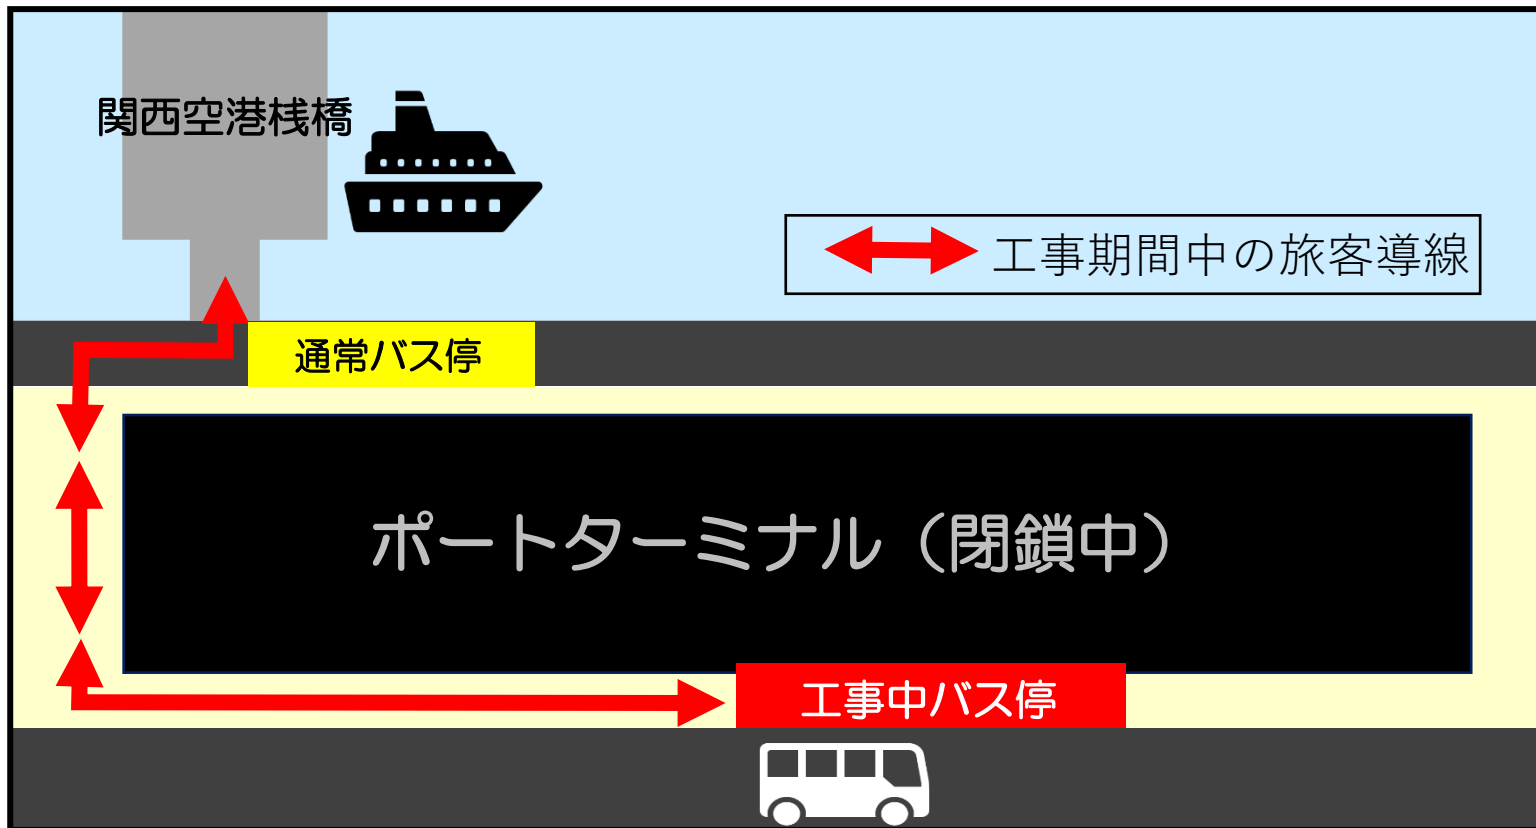 関西空港桟橋
工事期間中の旅客導線
通常バス停
ポートターミナル（閉鎖中）
工事中バス停